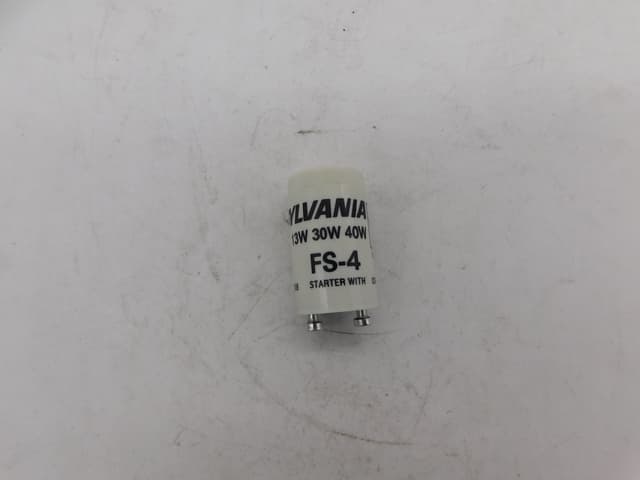 YLVANIA
13W 30W 40W
FS-4
STARTER WITH